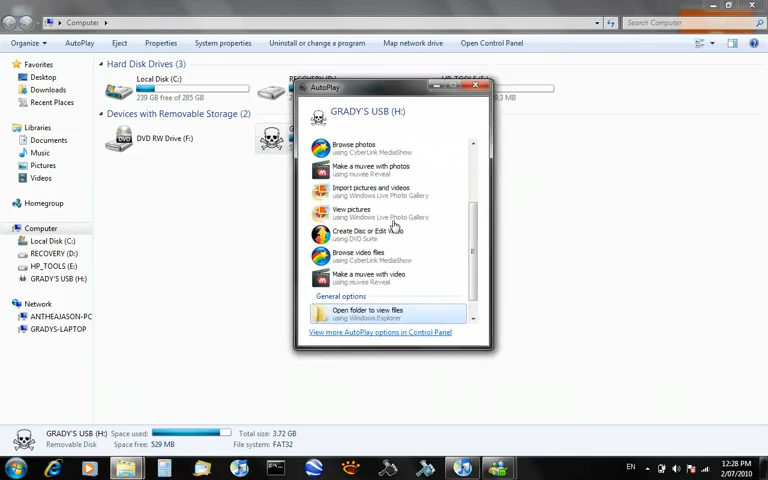 Computer
Search Computer
Organize
AutoPlay
Eject
Properties
System properties
Uninstall or change a program
Map network drive
Open Control Panel
Favorites
Desktop
Downloads
Recent Places
Libraries
Documents
Music
Pictures
Videos
Homegroup
Computer
Local Disk (C:)
RECOVERY (D:)
HP_TOOLS (E:)
GRADY'S USB (H:)
Network
ANTHEAJASON-PC
GRADYS-LAPTOP
Hard Disk Drives (3)
Local Disk (C:)
239 GB free of 285 GB
Devices with Removable Storage (2)
DVD RW Drive (F:)
AutoPlay
GRADY'S USB (H:)
Browse photos
using CyberLink MediaShow
Make a muvee with photos
using muvee Reveal
Import pictures and videos
using Windows Live Photo Gallery
View pictures
using Windows Live Photo Gallery
Create Disc or Edit
using DVD Suite
Browse video files
using CyberLink MediaShow
Make a muvee with video
using muvee Reveal
General options
Open folder to view files
using Windows Explorer
View more AutoPlay options in Control Panel
GRADY'S USB (H:)
Space used:
Total size: 3.72 GB
Removable Disk
Space free: 529 MB
File system: FAT32
EN
12:28 PM
2/07/2010